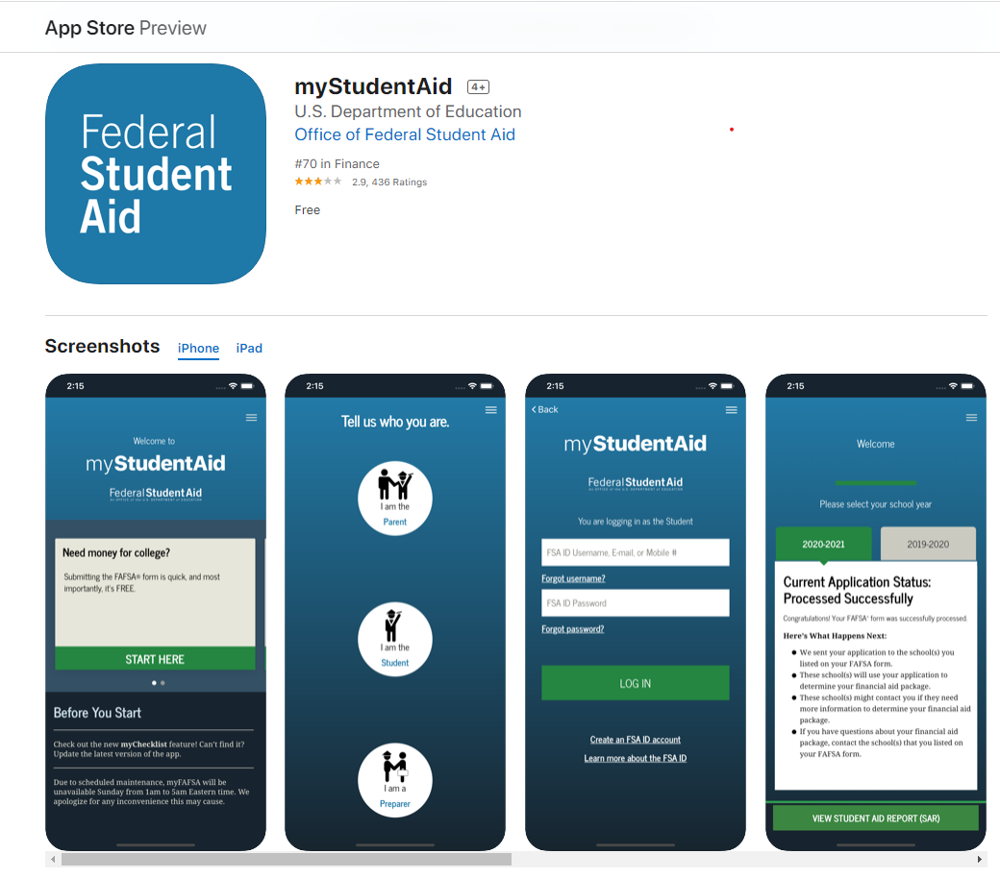 App Store Preview
Federal
Student
Aid
myStudentAid 4+
U.S. Department of Education
Office of Federal Student Aid
#70 in Finance
2.9, 436 Ratings
Free
Screenshots iPhone iPad
2:15
Welcome to
myStudentAid
Federal Student Aid
An OFFICE of the U.S. DEPARTMENT of EDUCATION
Need money for college?
Submitting the FAFSA® form is quick, and most
importantly, it's FREE.
START HERE
Before You Start
Check out the new myChecklist feature! Can't find it?
Update the latest version of the app.
Due to scheduled maintenance, myFAFSA will be
unavailable Sunday from 1am to 5am Eastern time. We
apologize for any inconvenience this may cause.
2:15
Tell us who you are.
I am the
Parent
I am the
Student
I am a
Preparer
2:15
Back
myStudentAid
Federal Student Aid
An OFFICE of the U.S. DEPARTMENT of EDUCATION
You are logging in as the Student
FSA ID Username, E-mail, or Mobile #
Forgot username?
FSA ID Password
Forgot password?
LOG IN
Create an FSA ID account
Learn more about the FSA ID
2:15
Welcome
Please select your school year
2020-2021 2019-2020
Current Application Status:
Processed Successfully
Congratulations! Your FAFSA® form was successfully processed.
Here's What Happens Next:
● We sent your application to the school(s) you
listed on your FAFSA form.
● These school(s) will use your application to
determine your financial aid package.
● These school(s) might contact you if they need
more information to determine your financial aid
package.
● If you have questions about your financial aid
package, contact the school(s) that you listed on
your FAFSA form.
VIEW STUDENT AID REPORT (SAR)